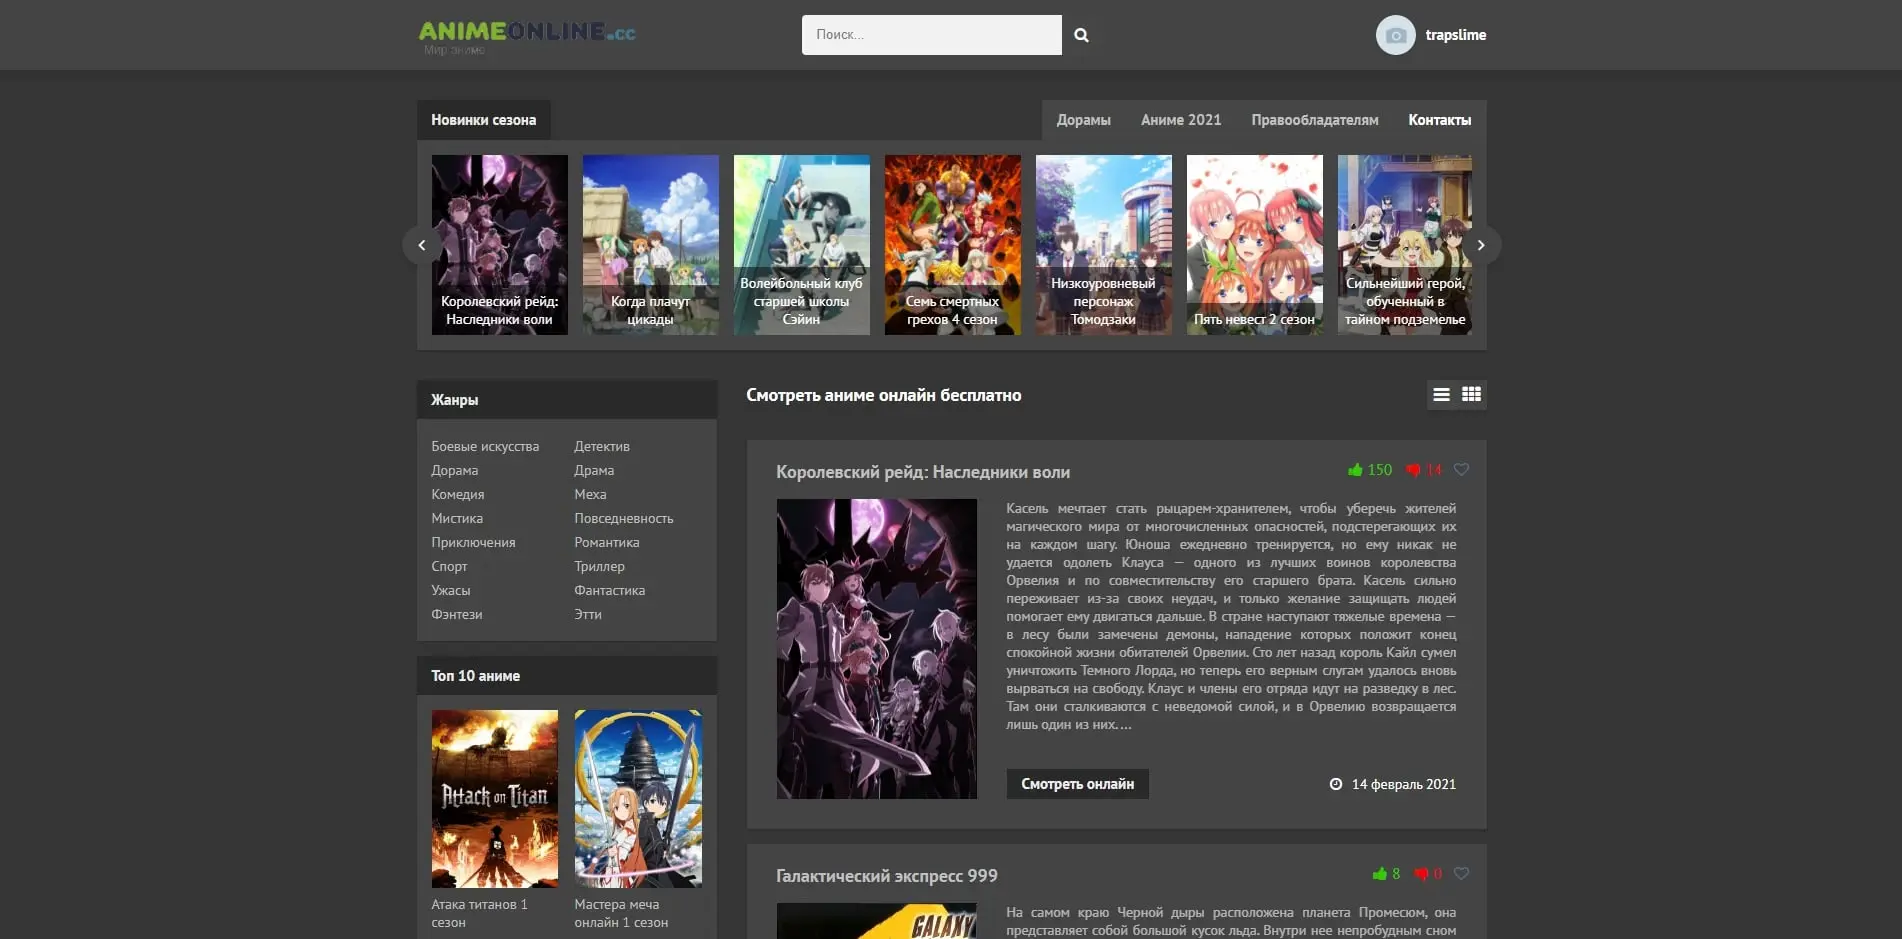 ANIMEONLINE.cc
Мир аниме
Поиск...
trapslime
Новинки сезона
Дорамы
Аниме 2021
Правообладателям
Контакты
Королевский рейд:
Наследники воли
Когда плачут
цикады
Волейбольный клуб
старшей школы
Сэйин
Семь смертных
грехов 4 сезон
Низкоуровневый
персонаж
Томодзаки
Пять невест 2 сезон
Сильнейший герой,
обученный в
тайном подземелье
Жанры
Боевые искусства
Детектив
Дорама
Драма
Комедия
Меха
Мистика
Повседневность
Приключения
Романтика
Спорт
Триллер
Ужасы
Фантастика
Фэнтези
Этти
Топ 10 аниме
Attack on Titan
Атака титанов 1
сезон
Мастера меча
онлайн 1 сезон
Смотреть аниме онлайн бесплатно
Королевский рейд: Наследники воли
150
14
Касель мечтает стать рыцарем-хранителем, чтобы уберечь жителей
магического мира от многочисленных опасностей, подстерегающих их
на каждом шагу. Юноша ежедневно тренируется, но ему никак не
удается одолеть Клауса — одного из лучших воинов королевства
Орвелия и по совместительству его старшего брата. Касель сильно
переживает из-за своих неудач, и только желание защищать людей
помогает ему двигаться дальше. В стране наступают тяжелые времена —
в лесу были замечены демоны, нападение которых положит конец
спокойной жизни обитателей Орвелии. Сто лет назад король Кайл сумел
уничтожить Темного Лорда, но теперь его верным слугам удалось вновь
вырваться на свободу. Клаус и члены его отряда идут на разведку в лес.
Там они сталкиваются с неведомой силой, и в Орвелию возвращается
лишь один из них. ...
Смотреть онлайн
14 февраль 2021
Галактический экспресс 999
8
0
GALAXY
На самом краю Черной дыры расположена планета Промесюм, она
представляет собой большой кусок льда. Внутри нее непробудным сном